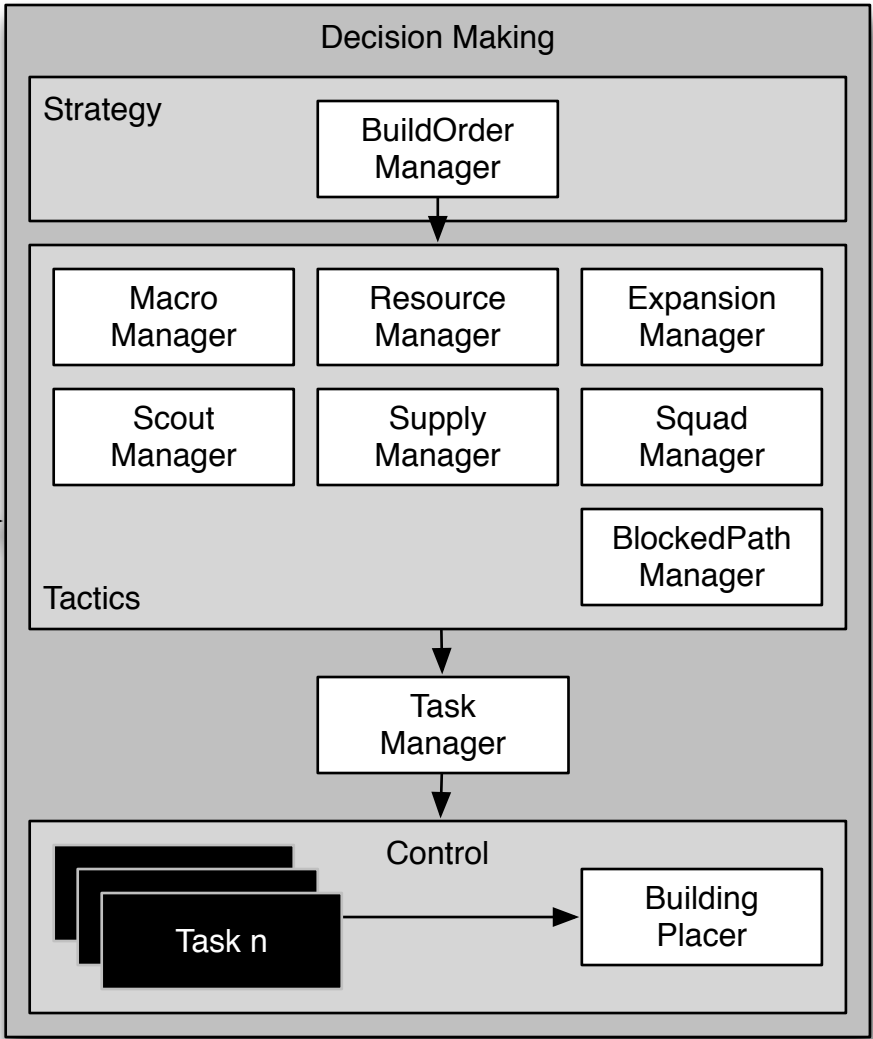 Decision Making
Strategy
BuildOrder
Manager
Macro
Manager
Resource
Manager
Expansion
Manager
Scout
Manager
Supply
Manager
Squad
Manager
BlockedPath
Manager
Tactics
Task
Manager
Control
Task n
Building
Placer